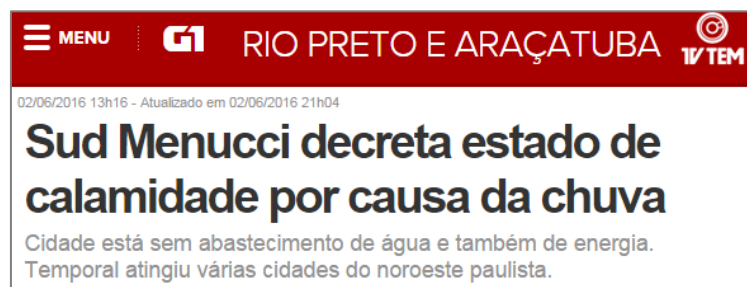 MENU G1 RIO PRETO E ARAÇATUBA TV TEM
02/06/2016 13h16 - Atualizado em 02/06/2016 21h04
Sud Menucci decreta estado de
calamidade por causa da chuva
Cidade está sem abastecimento de água e também de energia.
Temporal atingiu várias cidades do noroeste paulista.